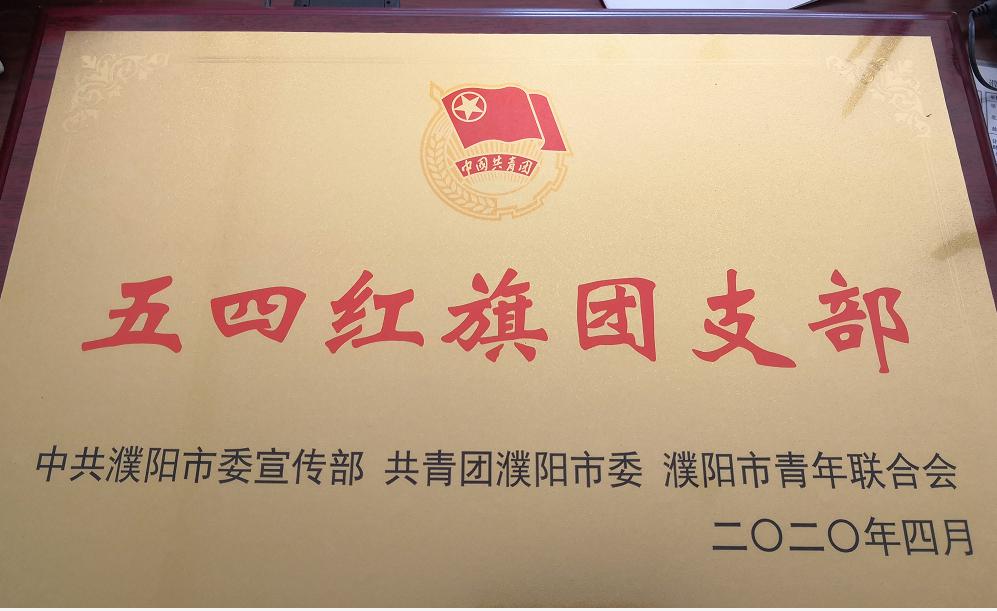 中国共青团
五四红旗团支部
中共濮阳市委宣传部 共青团濮阳市委 濮阳市青年联合会
二〇二〇年四月